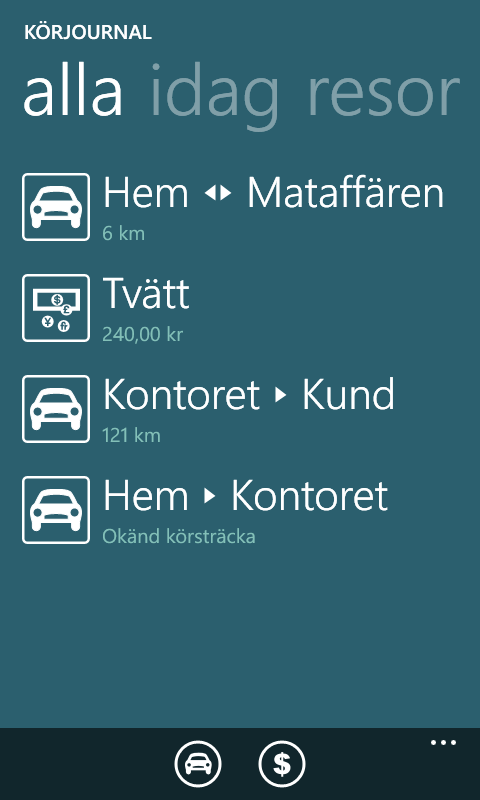 KÖRJOURNAL
alla idag resor
Hem ◂▸ Mataffären
6 km
Tvätt
240,00 kr
Kontoret ▸ Kund
121 km
Hem ▸ Kontoret
Okänd körsträcka